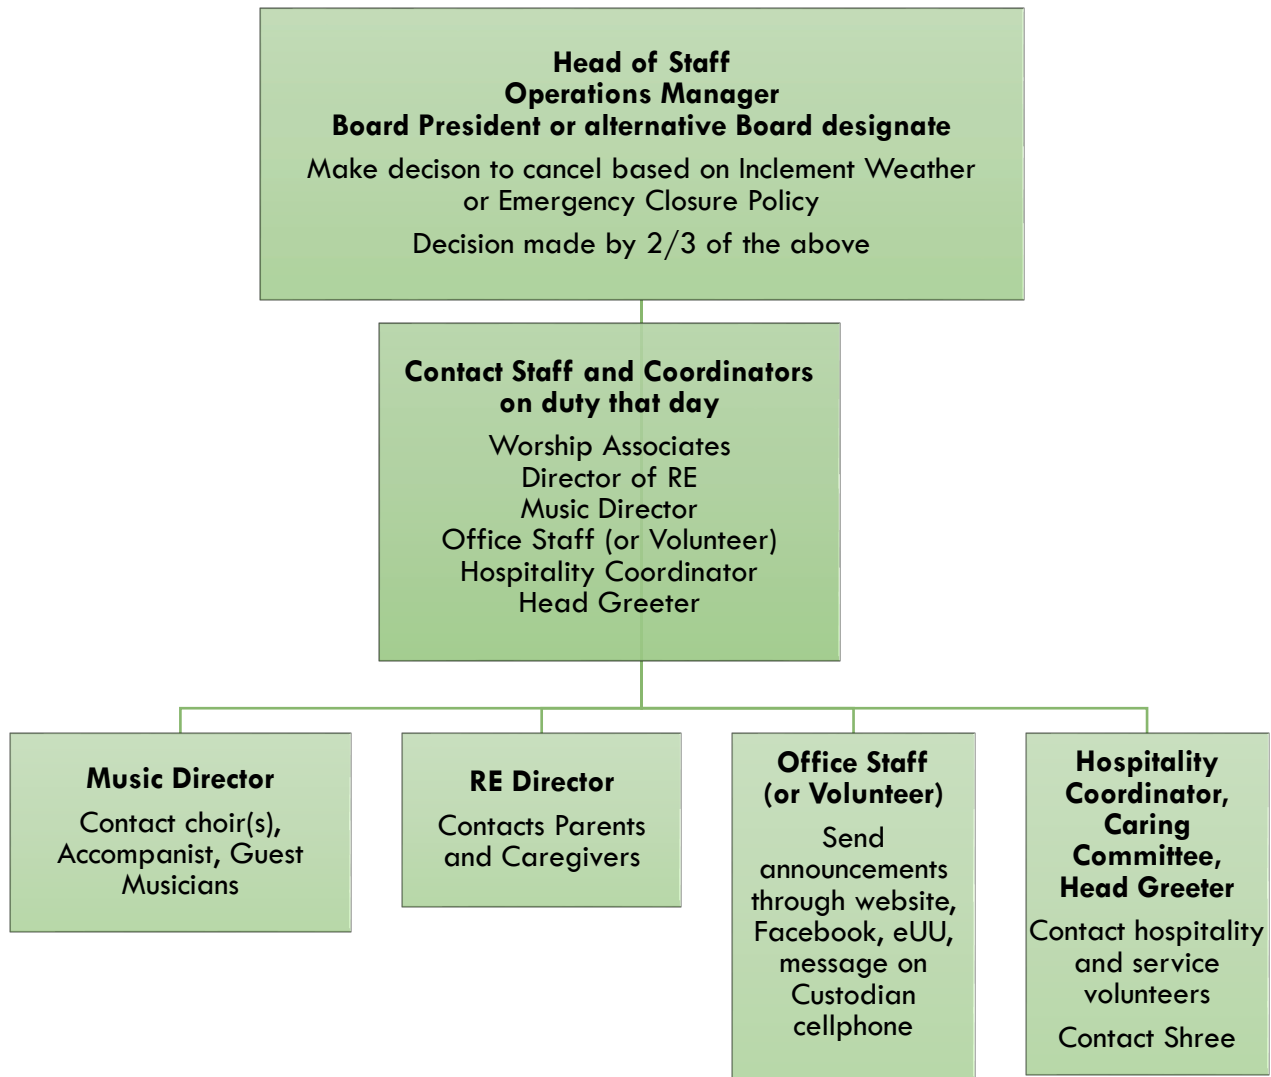 Head of Staff
Operations Manager
Board President or alternative Board designate
Make decison to cancel based on Inclement Weather
or Emergency Closure Policy
Decision made by 2/3 of the above
Contact Staff and Coordinators
on duty that day
Worship Associates
Director of RE
Music Director
Office Staff (or Volunteer)
Hospitality Coordinator
Head Greeter
Music Director
Contact choir(s),
Accompanist, Guest
Musicians
RE Director
Contacts Parents
and Caregivers
Office Staff
(or Volunteer)
Send
announcements
through website,
Facebook, eUU,
message on
Custodian
cellphone
Hospitality
Coordinator,
Caring
Committee,
Head Greeter
Contact hospitality
and service
volunteers
Contact Shree